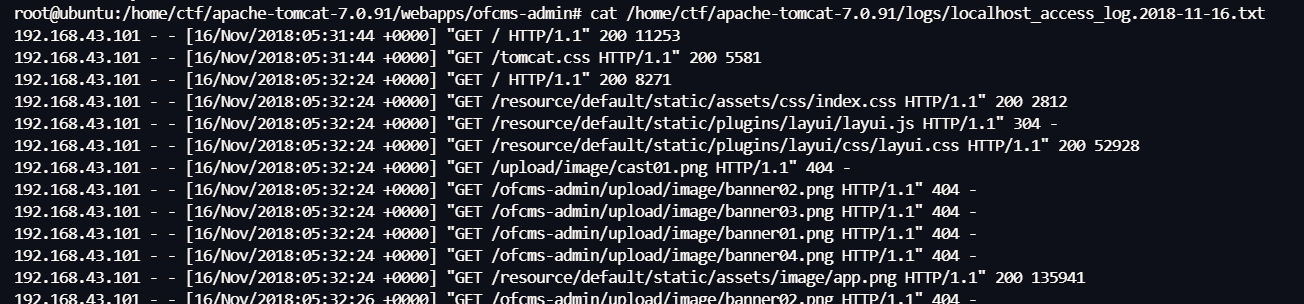 root@ubuntu:/home/ctf/apache-tomcat-7.0.91/webapps/ofcms-admin# cat /home/ctf/apache-tomcat-7.0.91/logs/localhost_access_log.2018-11-16.txt
192.168.43.101 - - [16/Nov/2018:05:31:44 +0000] "GET / HTTP/1.1" 200 11253
192.168.43.101 - - [16/Nov/2018:05:31:44 +0000] "GET /tomcat.css HTTP/1.1" 200 5581
192.168.43.101 - - [16/Nov/2018:05:32:24 +0000] "GET / HTTP/1.1" 200 8271
192.168.43.101 - - [16/Nov/2018:05:32:24 +0000] "GET /resource/default/static/assets/css/index.css HTTP/1.1" 200 2812
192.168.43.101 - - [16/Nov/2018:05:32:24 +0000] "GET /resource/default/static/plugins/layui/layui.js HTTP/1.1" 304 -
192.168.43.101 - - [16/Nov/2018:05:32:24 +0000] "GET /resource/default/static/plugins/layui/css/layui.css HTTP/1.1" 200 52928
192.168.43.101 - - [16/Nov/2018:05:32:24 +0000] "GET /upload/image/cast01.png HTTP/1.1" 404 -
192.168.43.101 - - [16/Nov/2018:05:32:24 +0000] "GET /ofcms-admin/upload/image/banner02.png HTTP/1.1" 404 -
192.168.43.101 - - [16/Nov/2018:05:32:24 +0000] "GET /ofcms-admin/upload/image/banner03.png HTTP/1.1" 404 -
192.168.43.101 - - [16/Nov/2018:05:32:24 +0000] "GET /ofcms-admin/upload/image/banner01.png HTTP/1.1" 404 -
192.168.43.101 - - [16/Nov/2018:05:32:24 +0000] "GET /ofcms-admin/upload/image/banner04.png HTTP/1.1" 404 -
192.168.43.101 - - [16/Nov/2018:05:32:24 +0000] "GET /resource/default/static/assets/image/app.png HTTP/1.1" 200 135941
192.168.43.101 - - [16/Nov/2018:05:32:26 +0000] "GET /ofcms-admin/upload/image/banner02.png HTTP/1.1" 404 -